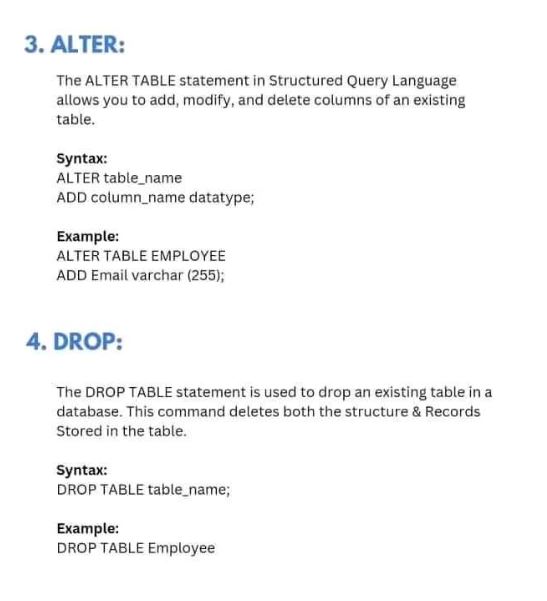 3. ALTER:
The ALTER TABLE statement in Structured Query Language
allows you to add, modify, and delete columns of an existing
table.
Syntax:
ALTER table_name
ADD column_name datatype;
Example:
ALTER TABLE EMPLOYEE
ADD Email varchar (255);
4. DROP:
The DROP TABLE statement is used to drop an existing table in a
database. This command deletes both the structure & Records
Stored in the table.
Syntax:
DROP TABLE table_name;
Example:
DROP TABLE Employee